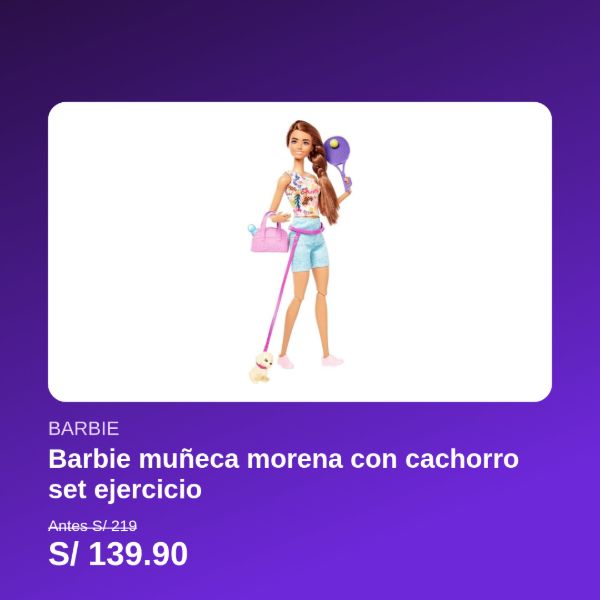 BARBIE
Barbie muñeca morena con cachorro
set ejercicio
Antes S/ 219
S/ 139.90